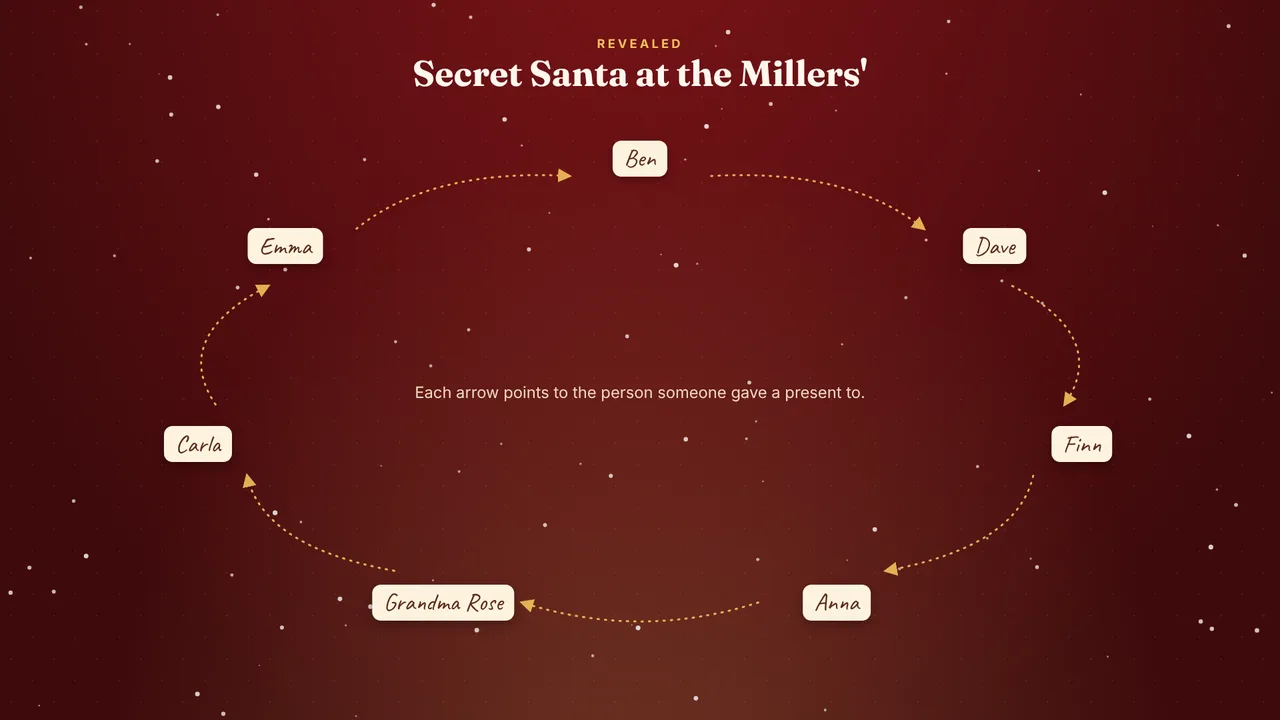 REVEALED
Secret Santa at the Millers'
Ben
Emma
Dave
Each arrow points to the person someone gave a present to.
Carla
Finn
Grandma Rose
Anna